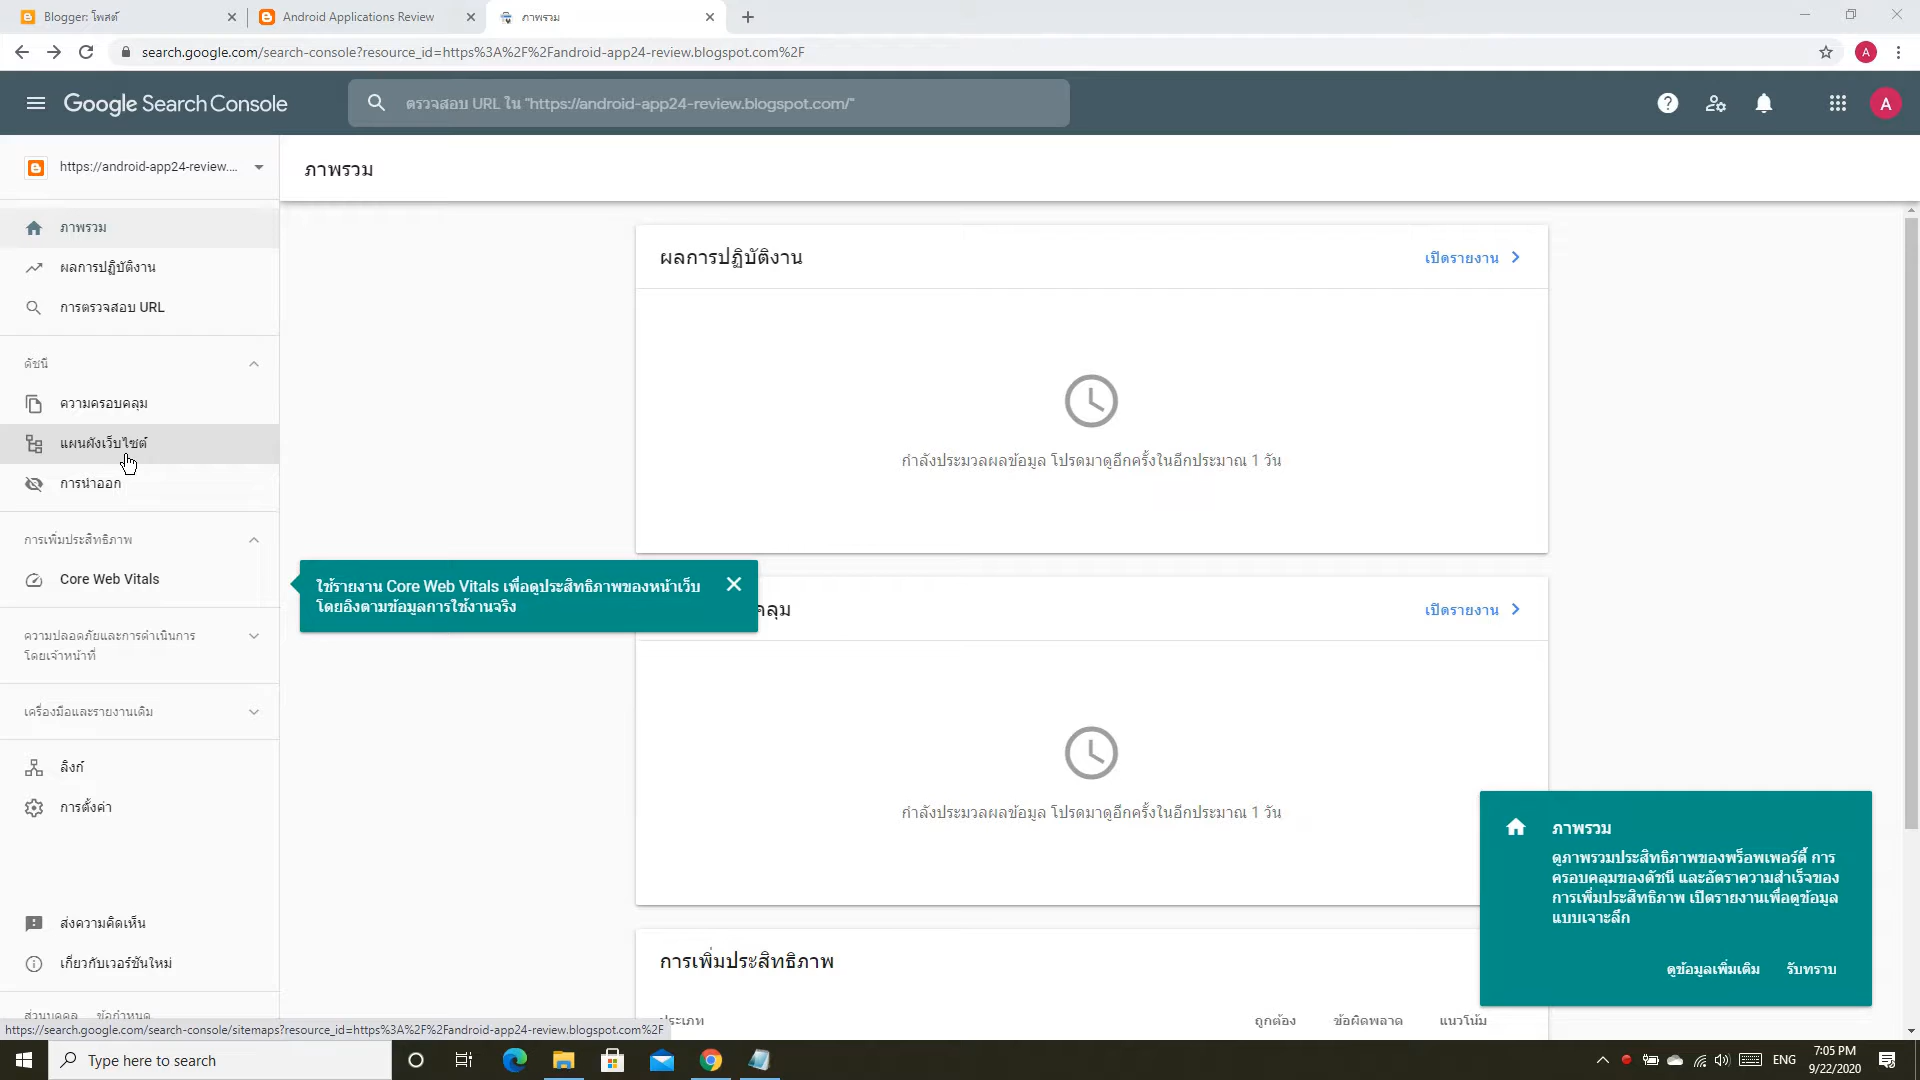 Blogger: โพสต์
Android Applications Review
ภาพรวม
search.google.com/search-console?resource_id=https%3A%2F%2Fandroid-app24-review.blogspot.com%2F
A
Google Search Console
ตรวจสอบ URL ใน "https://android-app24-review.blogspot.com/"
A
https://android-app24-review....
ภาพรวม
ภาพรวม
ผลการปฏิบัติงาน
การตรวจสอบ URL
ดัชนี
ความครอบคลุม
แผนผังเว็บไซต์
การนำออก
การเพิ่มประสิทธิภาพ
Core Web Vitals
ความปลอดภัยและการดำเนินการ
โดยเจ้าหน้าที่
เครื่องมือและรายงานเดิม
ลิงก์
การตั้งค่า
ส่งความคิดเห็น
เกี่ยวกับเวอร์ชันใหม่
ส่วนบุคคล ข้อกำหนด
ผลการปฏิบัติงาน
เปิดรายงาน
กำลังประมวลผลข้อมูล โปรดมาดูอีกครั้งในอีกประมาณ 1 วัน
ใช้รายงาน Core Web Vitals เพื่อดูประสิทธิภาพของหน้าเว็บ
โดยอิงตามข้อมูลการใช้งานจริง
คลุม
เปิดรายงาน
กำลังประมวลผลข้อมูล โปรดมาดูอีกครั้งในอีกประมาณ 1 วัน
การเพิ่มประสิทธิภาพ
ประเภท
ถูกต้อง
ข้อผิดพลาด
แนวโน้ม
ภาพรวม
ดูภาพรวมประสิทธิภาพของพร็อพเพอร์ตี้ การ
ครอบคลุมของดัชนี และอัตราความสำเร็จของ
การเพิ่มประสิทธิภาพ เปิดรายงานเพื่อดูข้อมูล
แบบเจาะลึก
ดูข้อมูลเพิ่มเติม
รับทราบ
https://search.google.com/search-console/sitemaps?resource_id=https%3A%2F%2Fandroid-app24-review.blogspot.com%2F
Type here to search
ENG
7:05 PM
9/22/2020